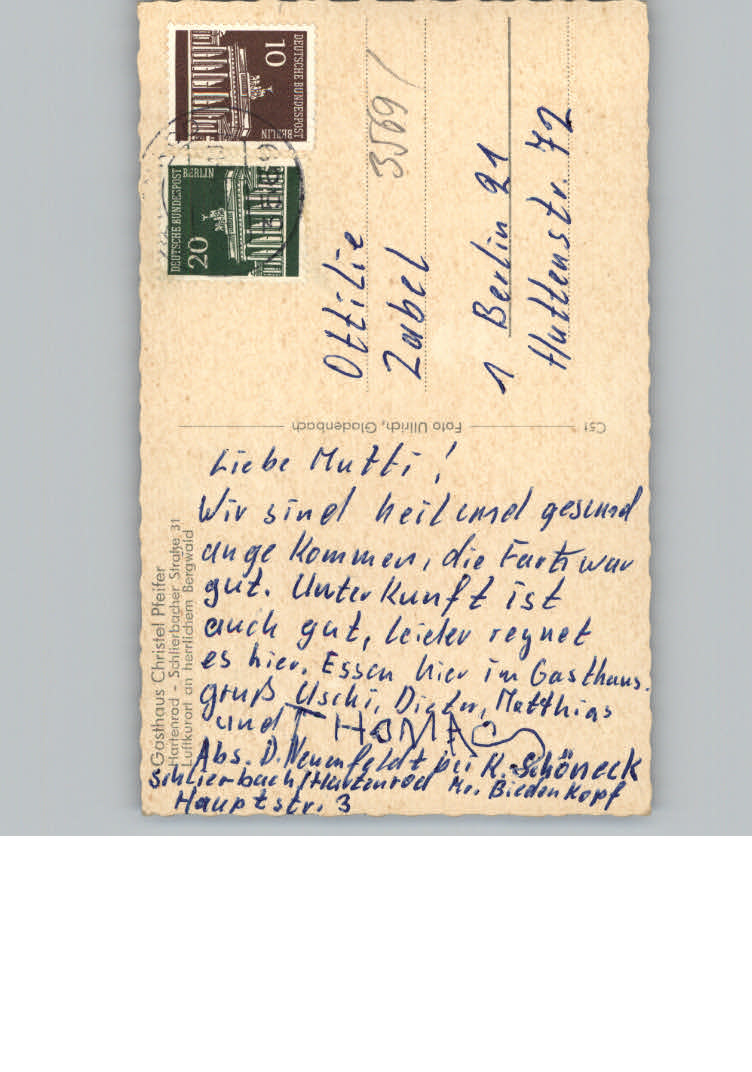 DEUTSCHE BUNDESPOST
BERLIN
10
DEUTSCHE BUNDESPOST
BERLIN
20
3569/
Ottilie
Zabel
1 Berlin 21
Huttenstr. 72
Foto Ullrich, Gladenbach
C51
Gasthaus Christel Pfeifer
Hartenrod - Schlierbacher Straße 31
Luftkurort an herrlichem Bergwald
Liebe Mutti!
Wir sind heil und gesund
ange kommen, die Fart war
gut. Unterkunft ist
auch gut, leider regnet
es hier. Essen hier im Gasthaus.
gruß Uschi, Dieter, Matthias
und THOMAS
Abs. D. Neumfeldt bei K. Schöneck
Schlierbach/Hartenrod Biedenkopf
Hauptstr. 3